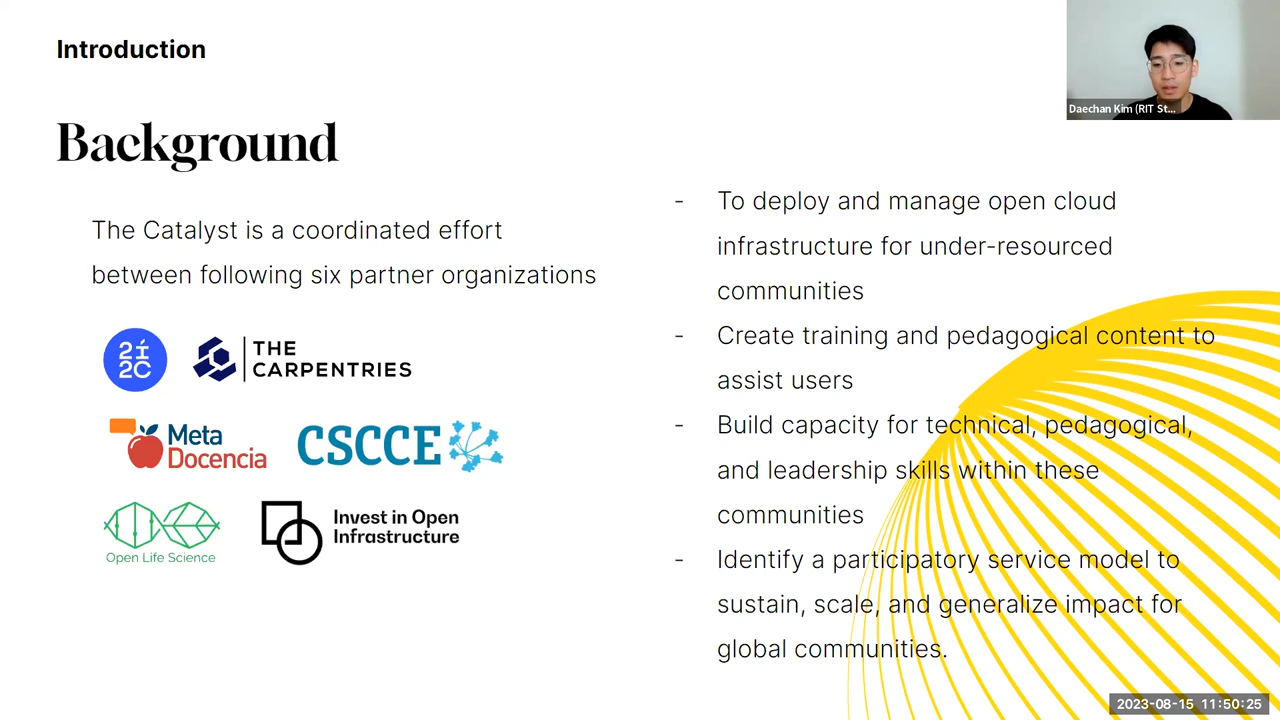 Introduction
Background
The Catalyst is a coordinated effort
between following six partner organizations
2i
2C
THE
CARPENTRIES
Meta
Docencia
CSCCE
Open Life Science
Invest in Open
Infrastructure
- To deploy and manage open cloud
infrastructure for under-resourced
communities
- Create training and pedagogical content to
assist users
- Build capacity for technical, pedagogical,
and leadership skills within these
communities
- Identify a participatory service model to
sustain, scale, and generalize impact for
global communities.
Daechan Kim (RIT St...
2023-08-15 11:50:25